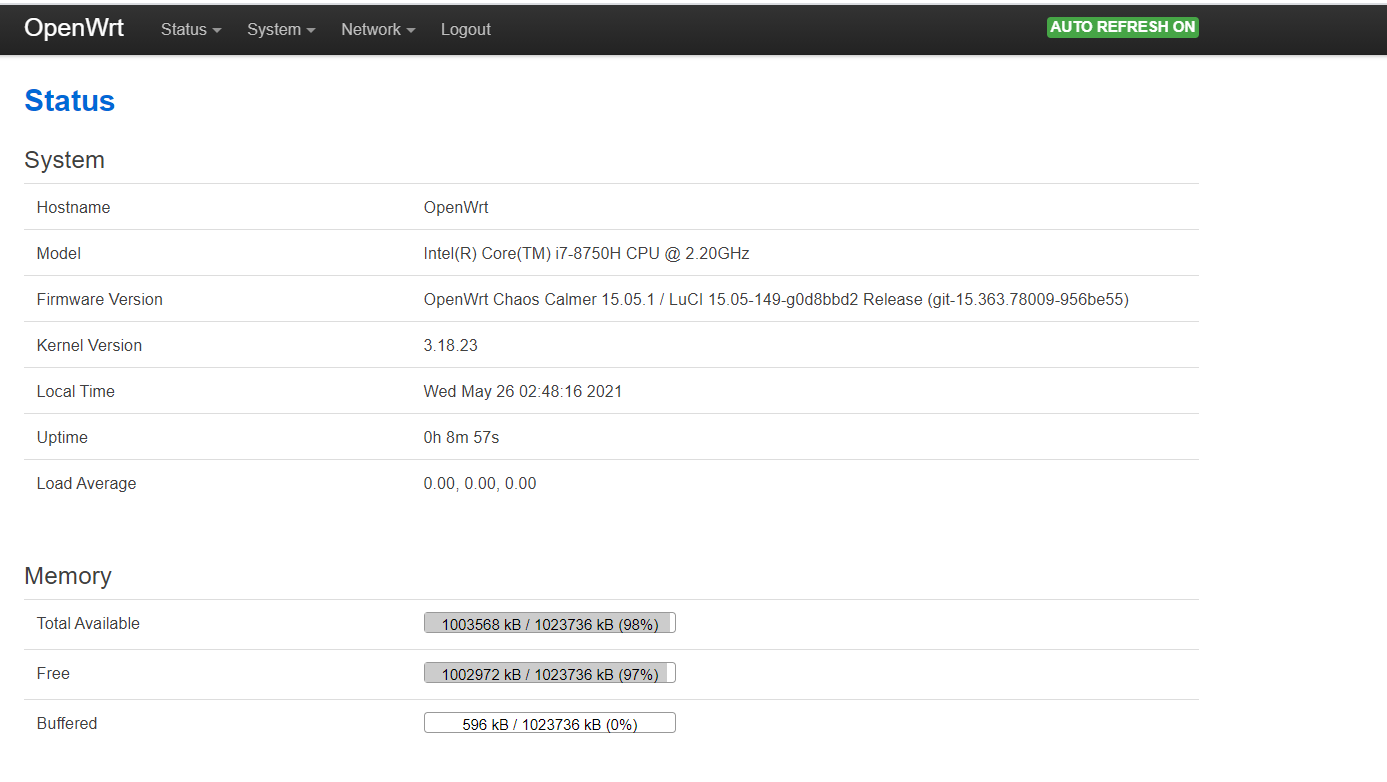 OpenWrt Status System Network Logout AUTO REFRESH ON
Status
System
Hostname OpenWrt
Model Intel(R) Core(TM) i7-8750H CPU @ 2.20GHz
Firmware Version OpenWrt Chaos Calmer 15.05.1 / LuCI 15.05-149-g0d8bbd2 Release (git-15.363.78009-956be55)
Kernel Version 3.18.23
Local Time Wed May 26 02:48:16 2021
Uptime 0h 8m 57s
Load Average 0.00, 0.00, 0.00
Memory
Total Available 1003568 kB / 1023736 kB (98%)
Free 1002972 kB / 1023736 kB (97%)
Buffered 596 kB / 1023736 kB (0%)